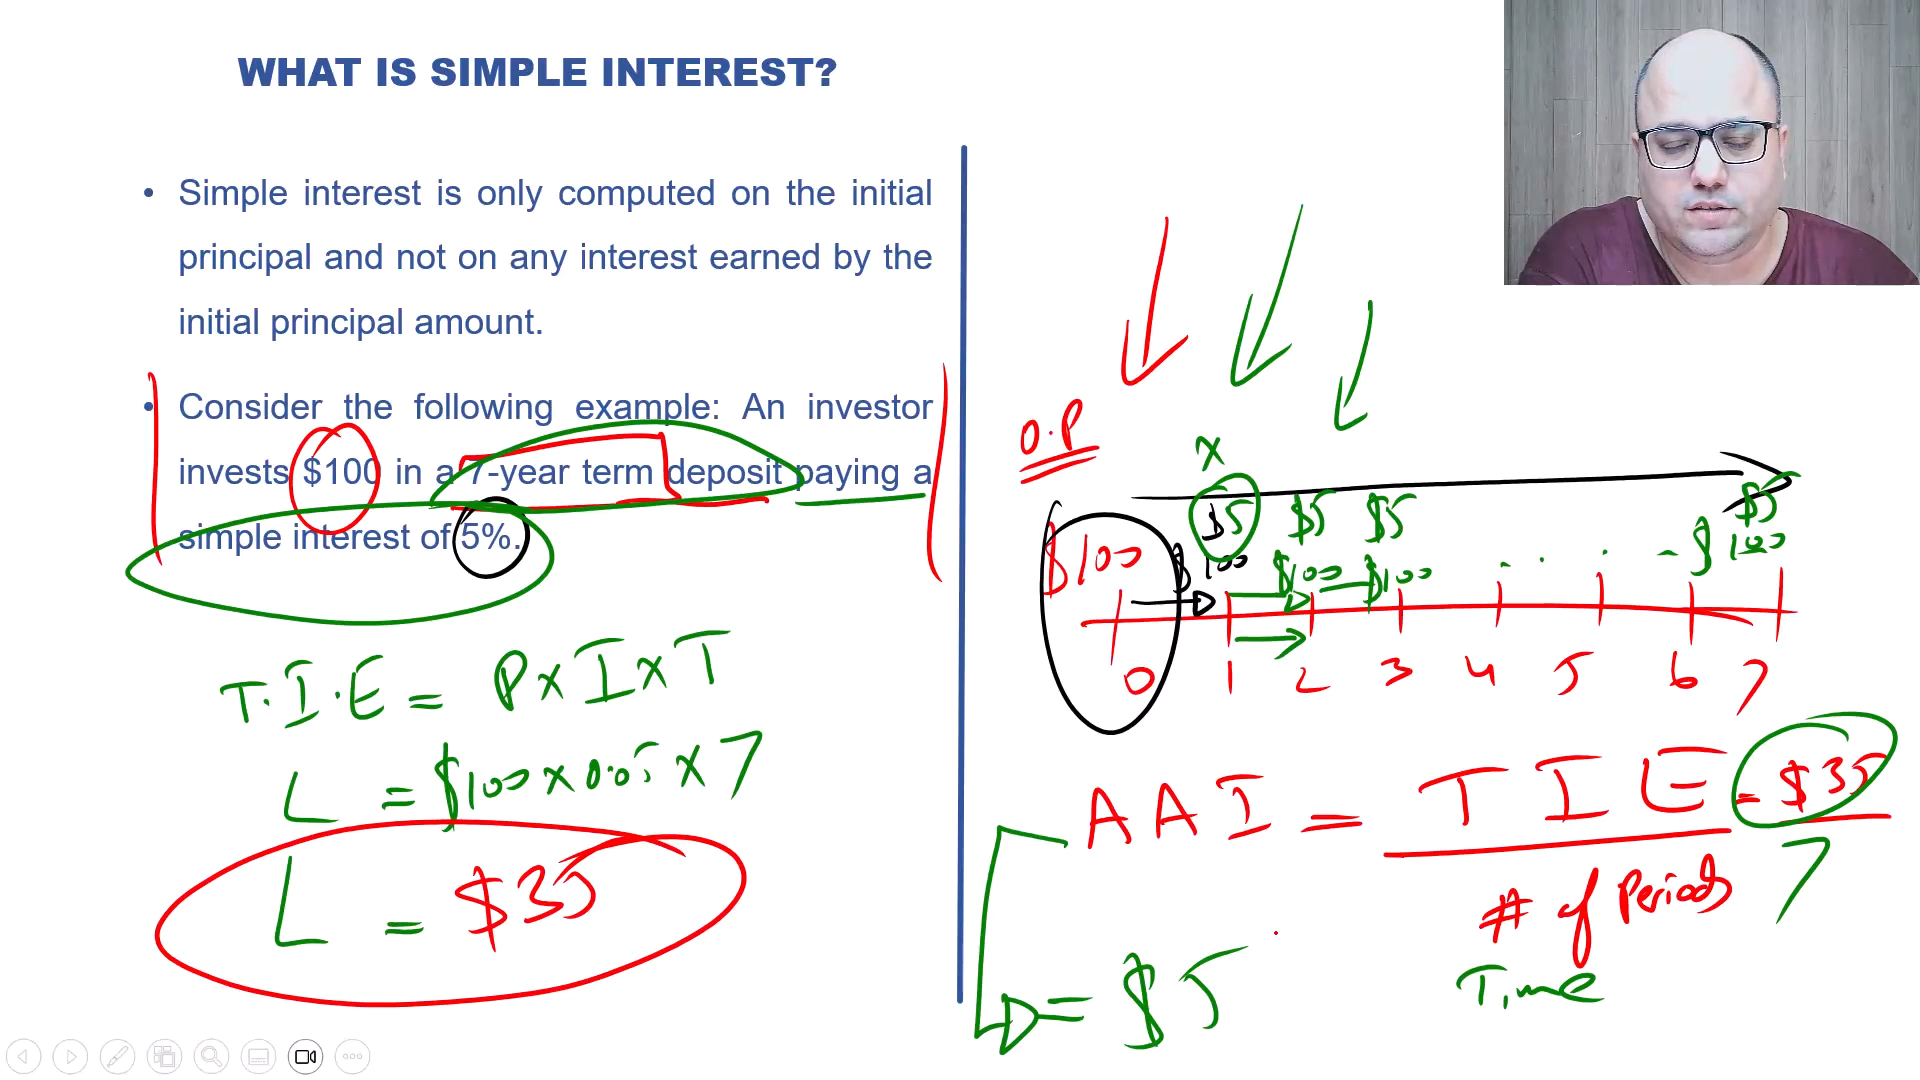 WHAT IS SIMPLE INTEREST?
• Simple interest is only computed on the initial
principal and not on any interest earned by the
initial principal amount.
• Consider the following example: An investor
invests $100 in a 7-year term deposit paying a
simple interest of 5%.
T.I.E = P x I x T
= $100 x 0.05 x 7
= $35
O.P
x
$5 $5 $5 $5
$100 $100 $100 $100 - $100
0 1 2 3 4 5 6 7
AAI = TIE = $35
# of Periods 7
Time
= $5